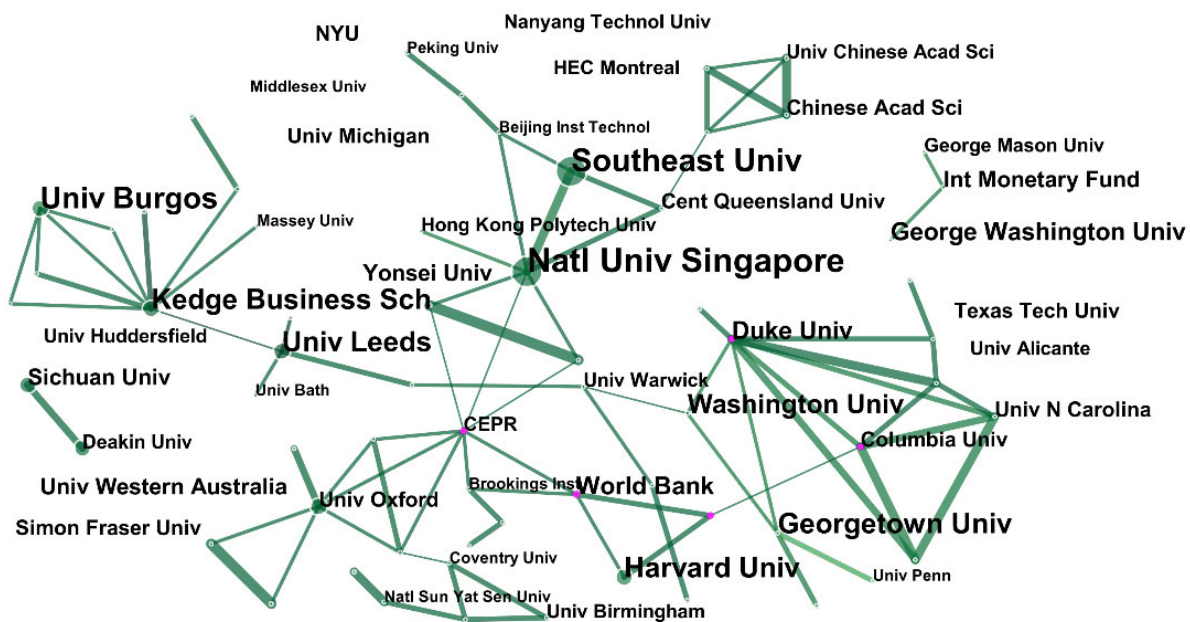 Nanyang Technol Univ
NYU
Peking Univ
Univ Chinese Acad Sci
HEC Montreal
Middlesex Univ
Chinese Acad Sci
Univ Michigan
Beijing Inst Technol
George Mason Univ
Southeast Univ
Int Monetary Fund
Univ Burgos
Cent Queensland Univ
Massey Univ
Hong Kong Polytech Univ
George Washington Univ
Natl Univ Singapore
Yonsei Univ
Kedge Business Sch
Texas Tech Univ
Univ Huddersfield
Univ Leeds
Duke Univ
Univ Alicante
Sichuan Univ
Univ Bath
Univ Warwick
Washington Univ
Univ N Carolina
CEPR
Deakin Univ
Columbia Univ
Univ Western Australia
Brookings Inst
World Bank
Univ Oxford
Simon Fraser Univ
Georgetown Univ
Coventry Univ
Harvard Univ
Univ Penn
Natl Sun Yat Sen Univ
Univ Birmingham